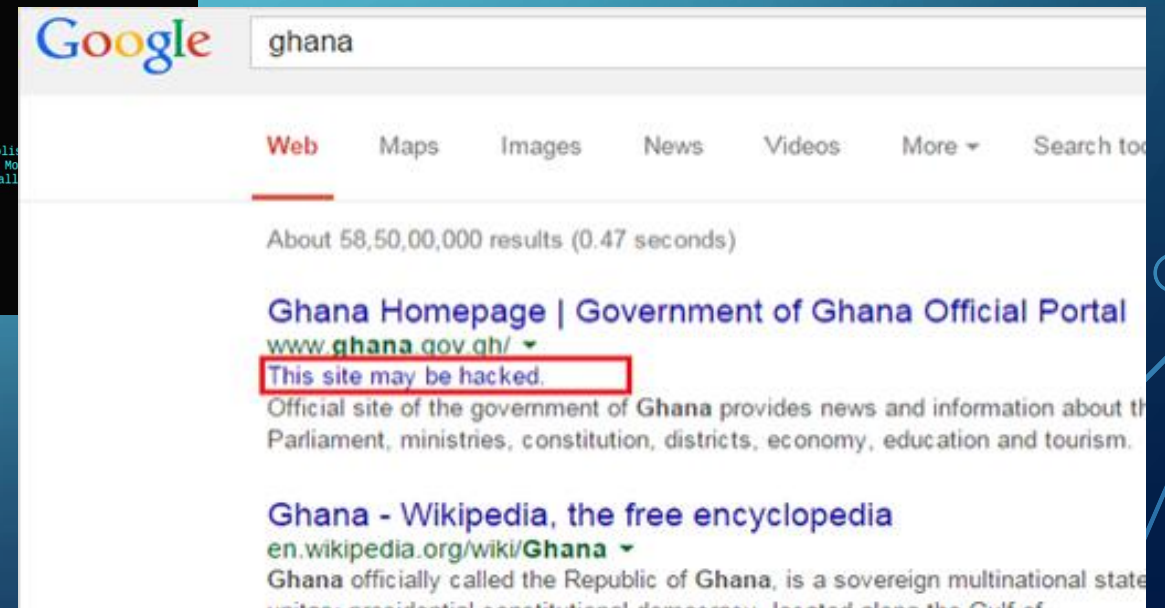 Google
ghana
Web Maps Images News Videos More Search
About 58,50,00,000 results (0.47 seconds)
Ghana Homepage | Government of Ghana Official Portal
www.ghana.gov.gh/
This site may be hacked.
Official site of the government of Ghana provides news and information about
Parliament, ministries, constitution, districts, economy, education and tourism.
Ghana - Wikipedia, the free encyclopedia
en.wikipedia.org/wiki/Ghana
Ghana officially called the Republic of Ghana, is a sovereign multinational state